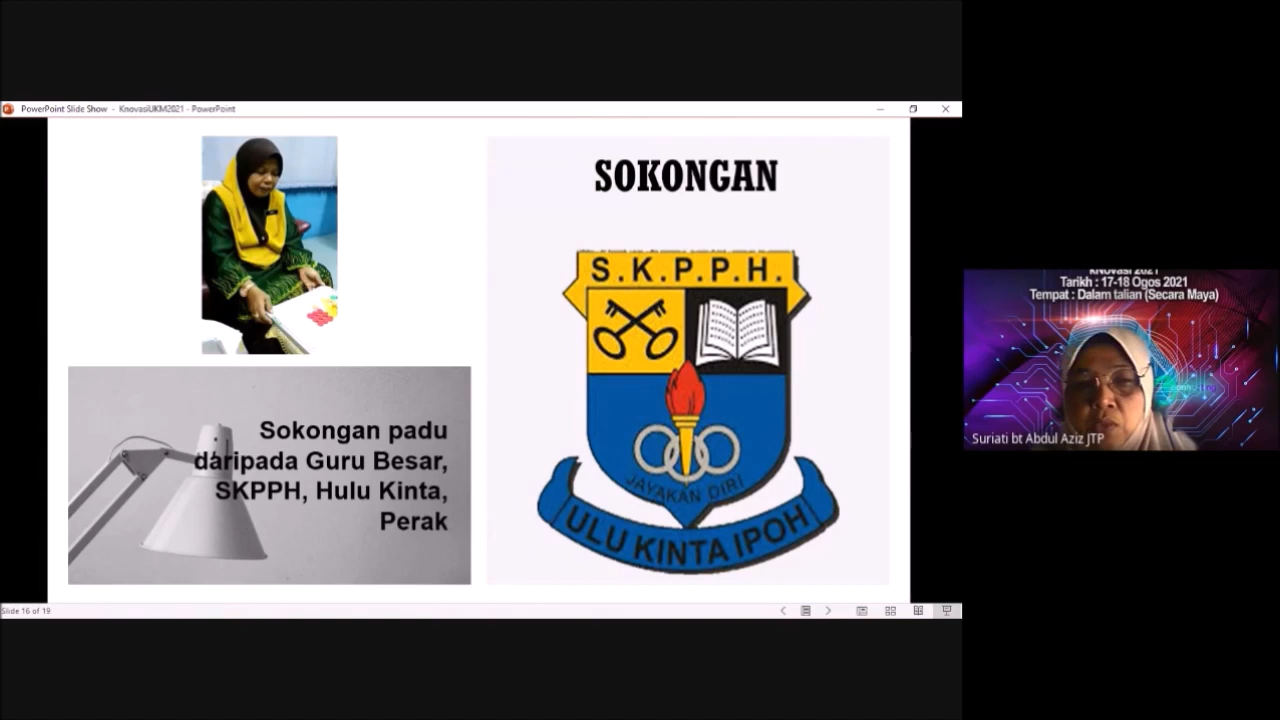 PowerPoint Slide Show - KnovasiUKM2021 - PowerPoint
SOKONGAN
S.K.P.P.H.
JAYAKAN DIRI
ULU KINTA IPOH
Sokongan padu
daripada Guru Besar,
SKPPH, Hulu Kinta,
Perak
Slide 16 of 19
kNovasi 2021
Tarikh : 17-18 Ogos 2021
Tempat : Dalam talian (Secara Maya)
Suriati bt Abdul Aziz JTP